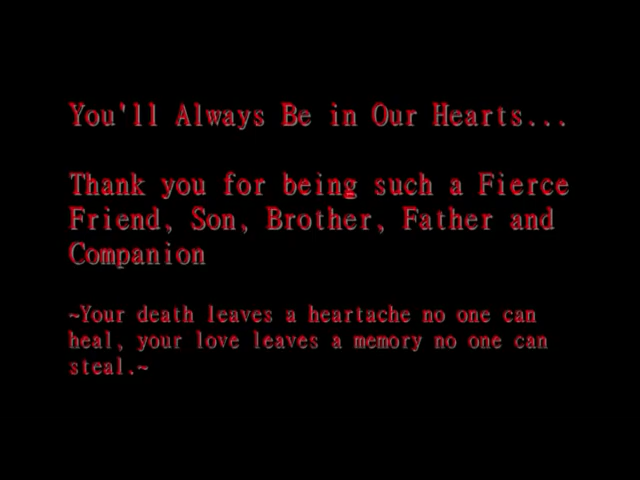 You'll Always Be in Our Hearts...
Thank you for being such a Fierce
Friend, Son, Brother, Father and
Companion
~Your death leaves a heartache no one can
heal, your love leaves a memory no one can
steal.~